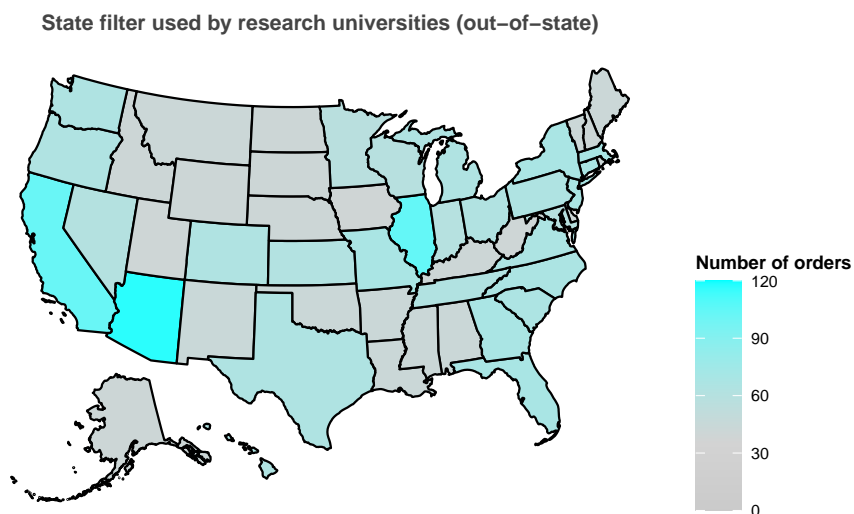 State filter used by research universities (out−of−state)
Number of orders
120
90
60
30
0